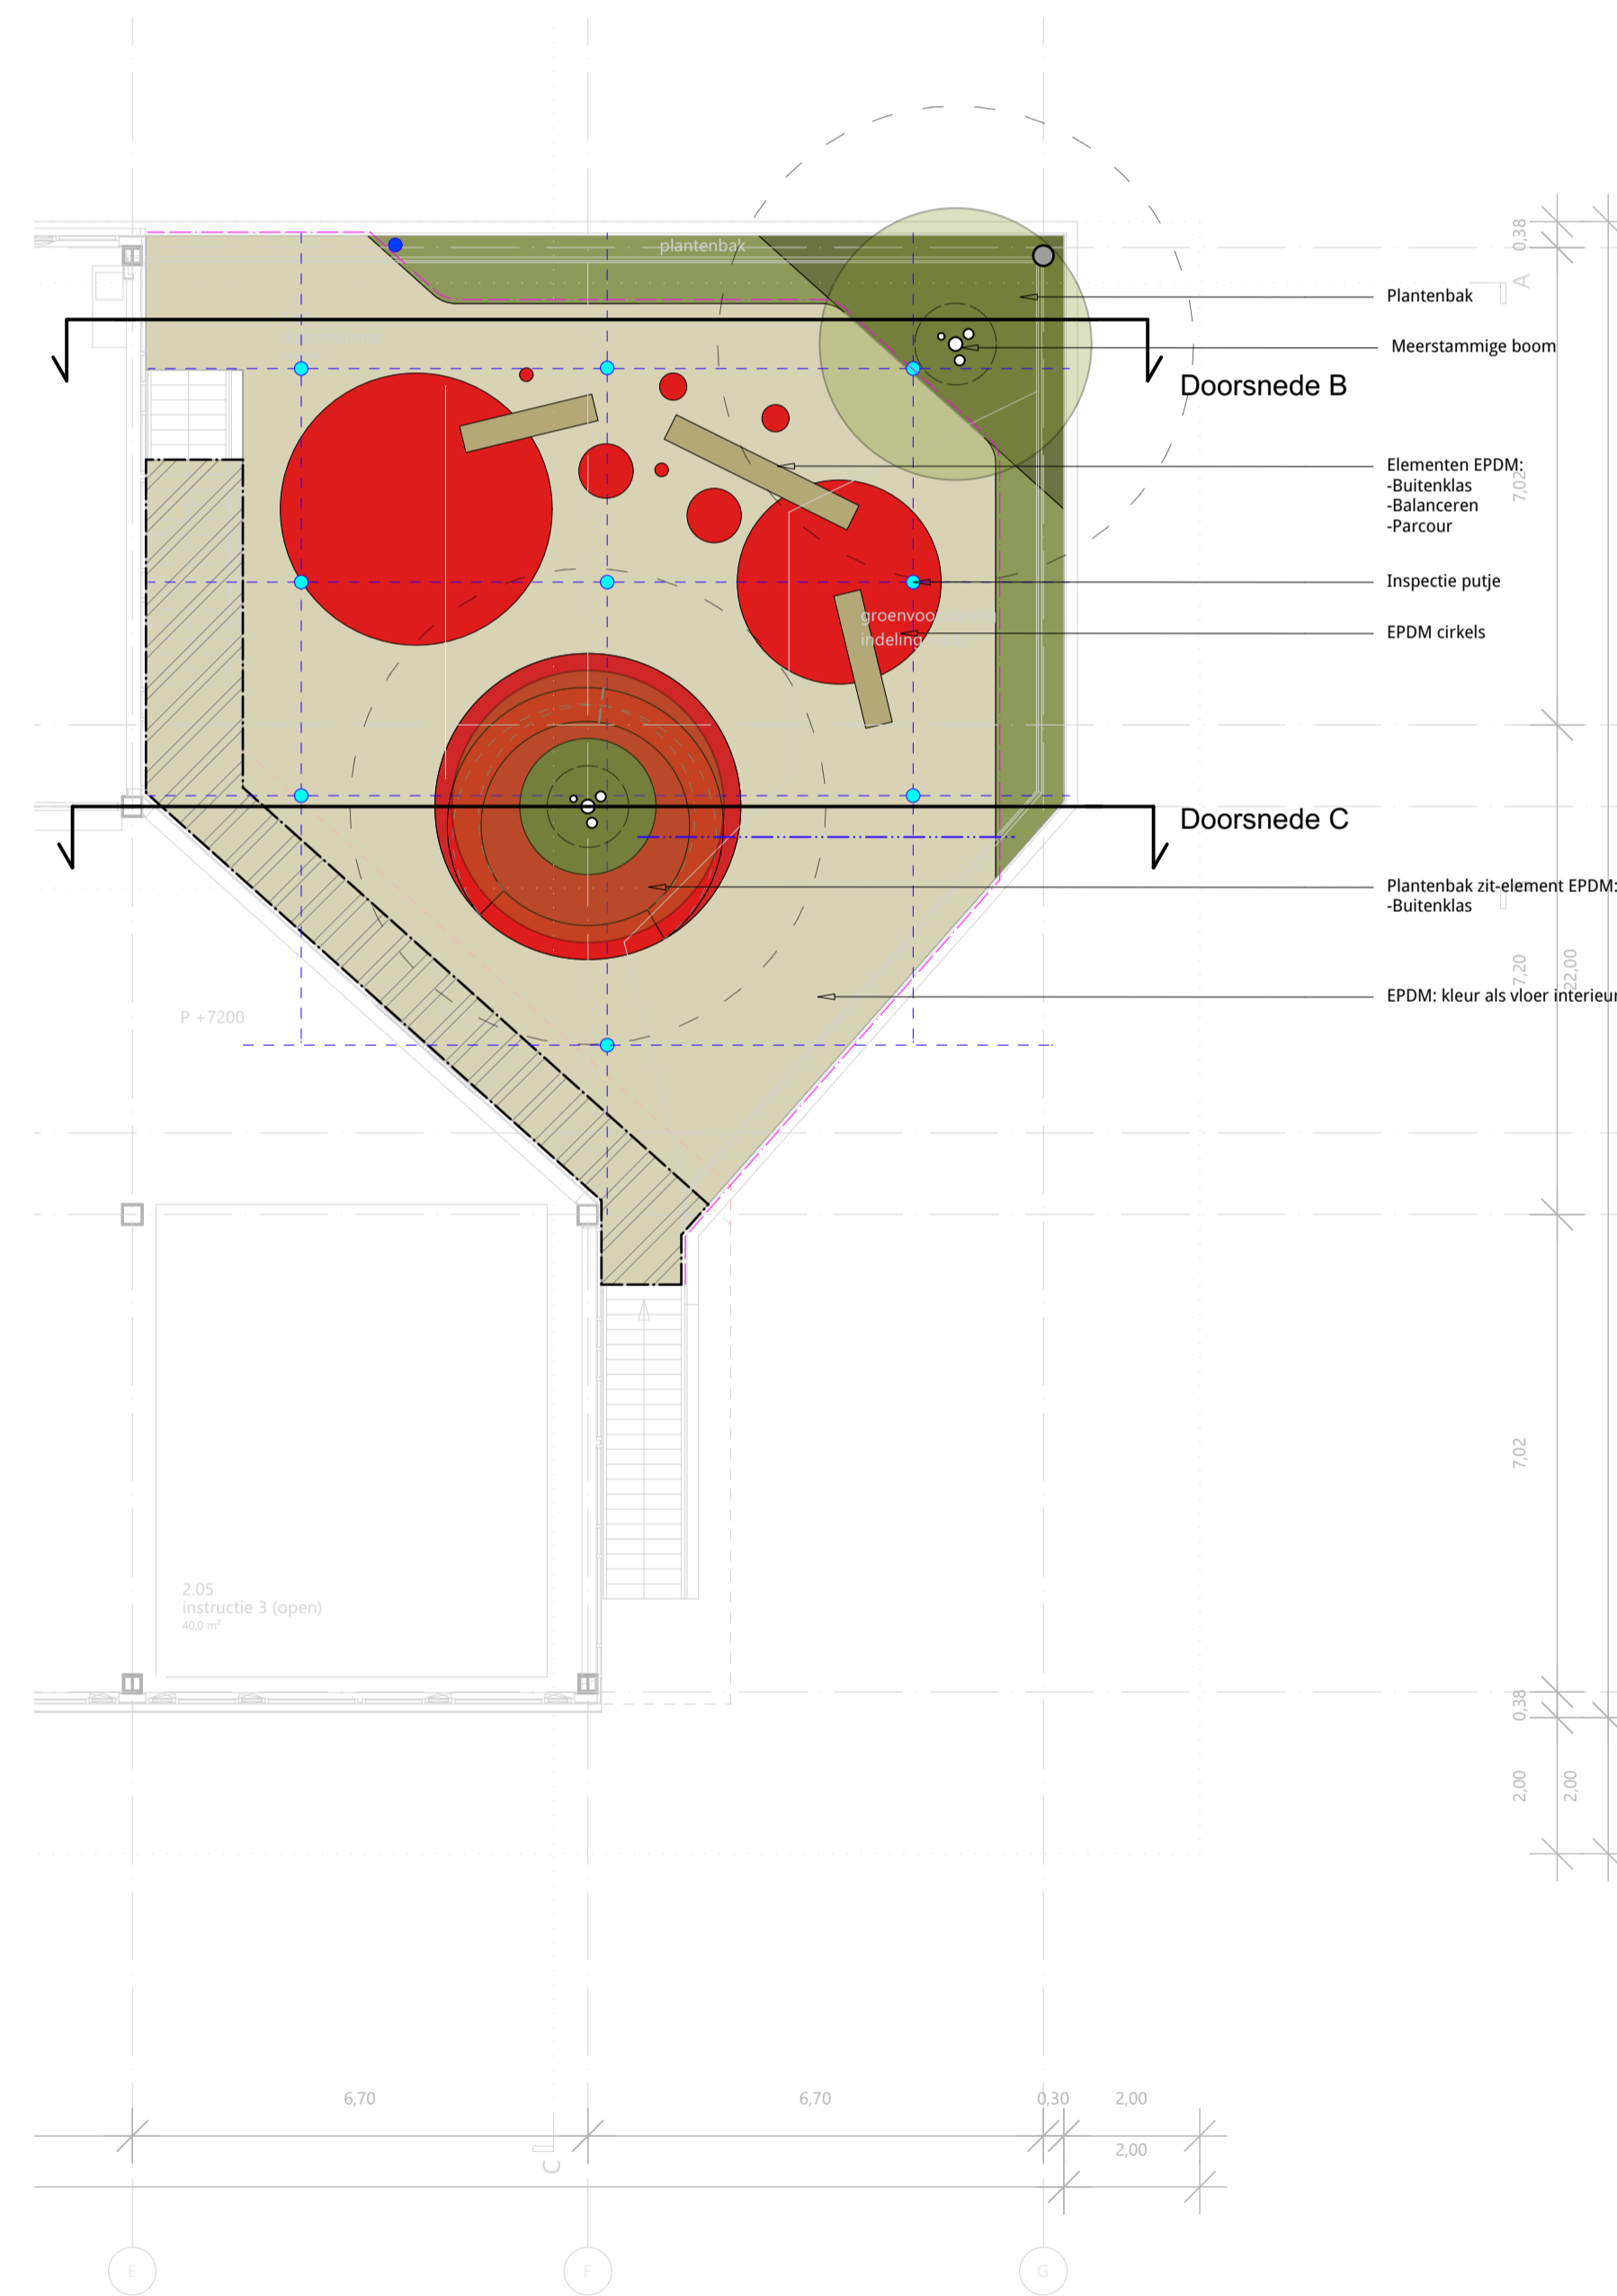 0,38
plantenbak
A
Plantenbak
Meerstammige boom
Doorsnede B
Elementen EPDM:
-Buitenklas
-Balanceren
-Parcour
7,02
Inspectie putje
groenvoor
indeling
EPDM cirkels
Doorsnede C
Plantenbak zit-element EPDM:
-Buitenklas
7,20
22,00
EPDM: kleur als vloer interieur
P +7200
7,02
2.05
instructie 3 (open)
40,0 m²
0,38
2,00
2,00
6,70
6,70
0,30
2,00
2,00
C
E
F
G